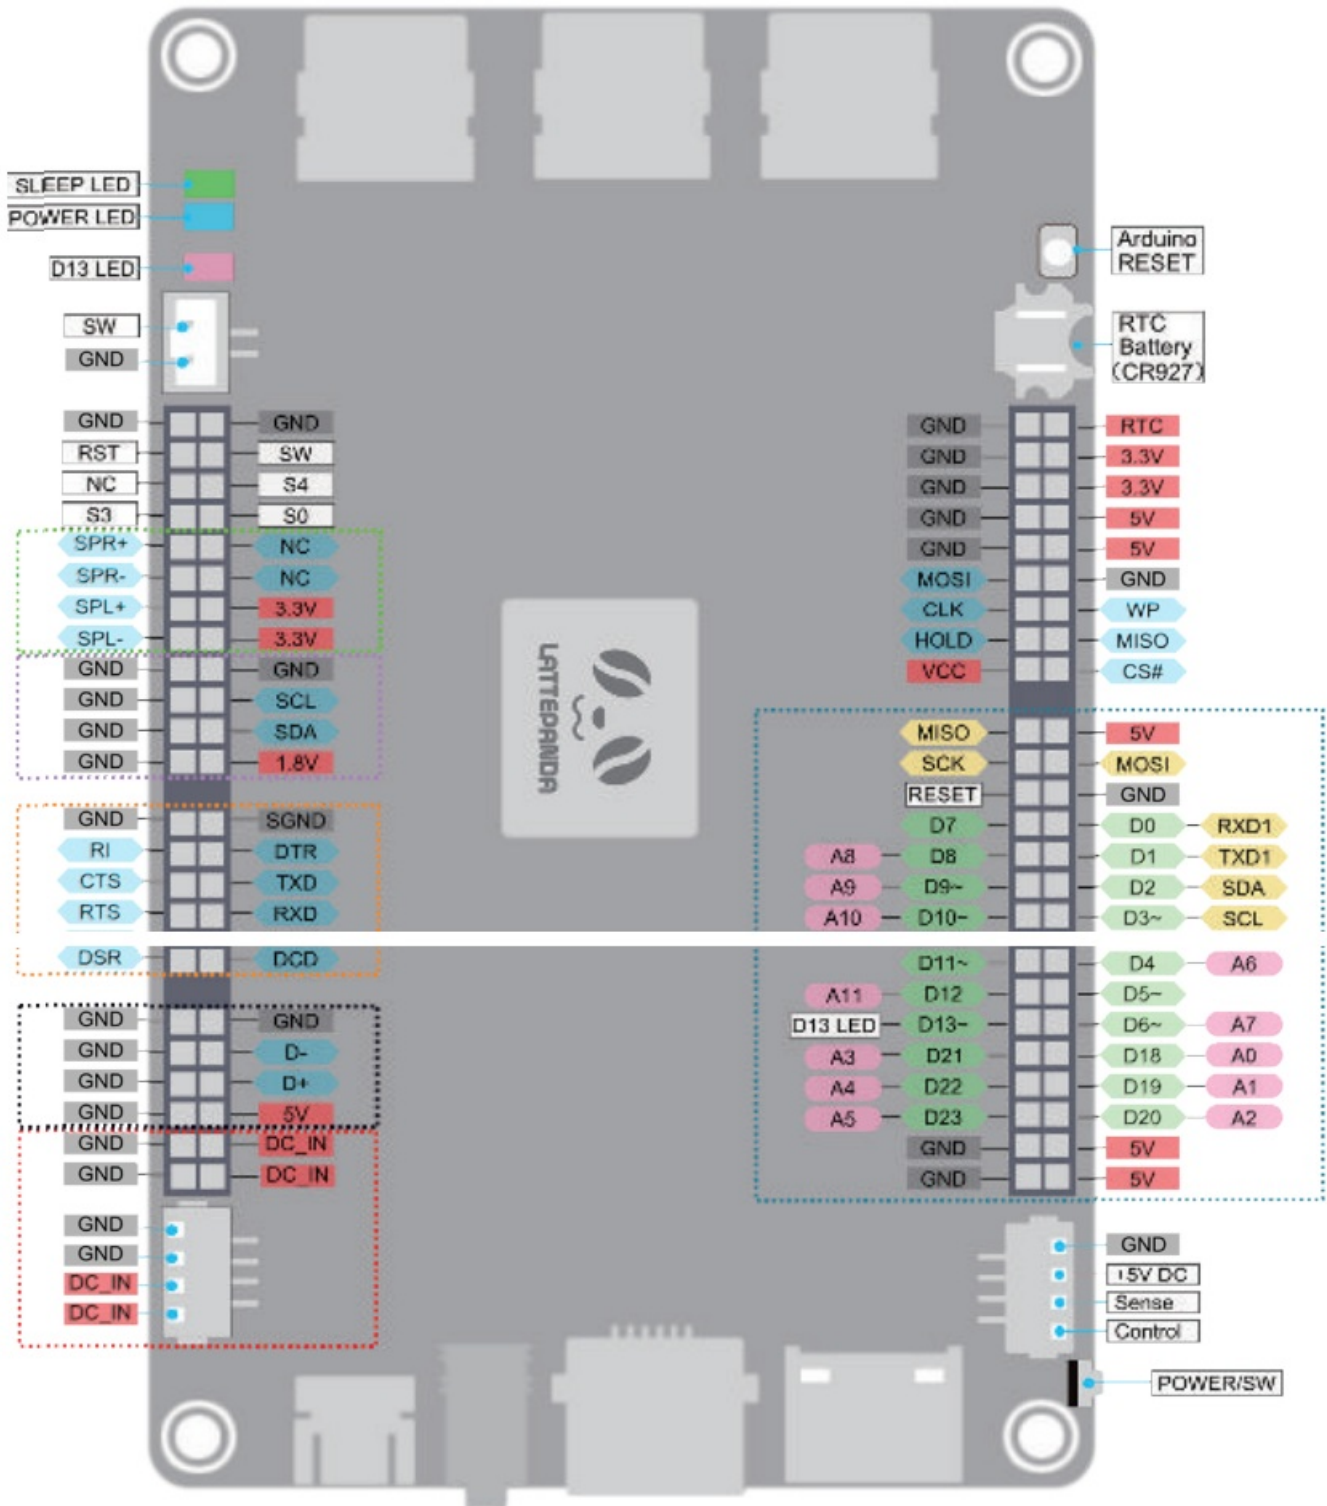 SLEEP LED
POWER LED
D13 LED
SW
GND
GND GND
RST SW
NC S4
S3 S0
SPR+ NC
SPR- NC
SPL+ 3.3V
SPL- 3.3V
GND GND
GND SCL
GND SDA
GND 1.8V
GND SGND
RI DTR
CTS TXD
RTS RXD
DSR DCD
GND GND
GND D-
GND D+
GND 5V
GND DC_IN
GND DC_IN
GND
GND
DC_IN
DC_IN
LATTEPANDA
Arduino
RESET
RTC
Battery
(CR927)
GND RTC
GND 3.3V
GND 3.3V
GND 5V
GND 5V
MOSI GND
CLK WP
HOLD MISO
VCC CS#
MISO 5V
SCK MOSI
RESET GND
D7 D0 RXD1
A8 D8 D1 TXD1
A9 D9~ D2 SDA
A10 D10~ D3~ SCL
D11~ D4 A6
A11 D12 D5~
D13 LED D13~ D6~ A7
A3 D21 D18 A0
A4 D22 D19 A1
A5 D23 D20 A2
GND 5V
GND 5V
GND
+5V DC
Sense
Control
POWER/SW